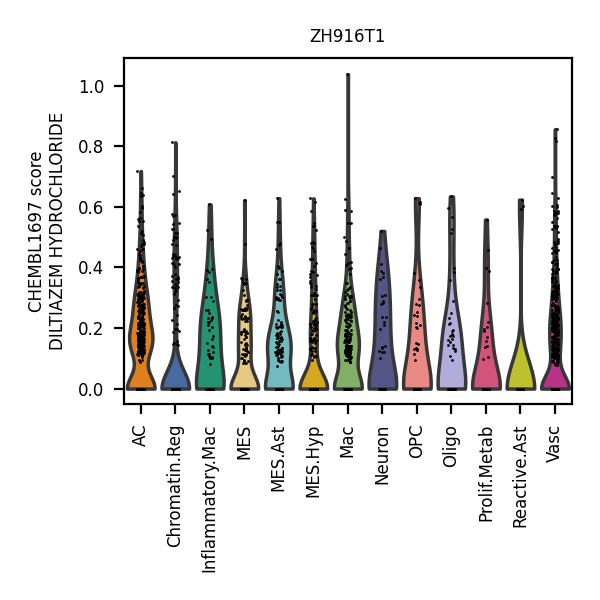 ZH916T1
CHEMBL1697 score
DILTIAZEM HYDROCHLORIDE
1.0
0.8
0.6
0.4
0.2
0.0
AC
Chromatin.Reg
Inflammatory.Mac
MES
MES.Ast
MES.Hyp
Mac
Neuron
OPC
Oligo
Prolif.Metab
Reactive.Ast
Vasc